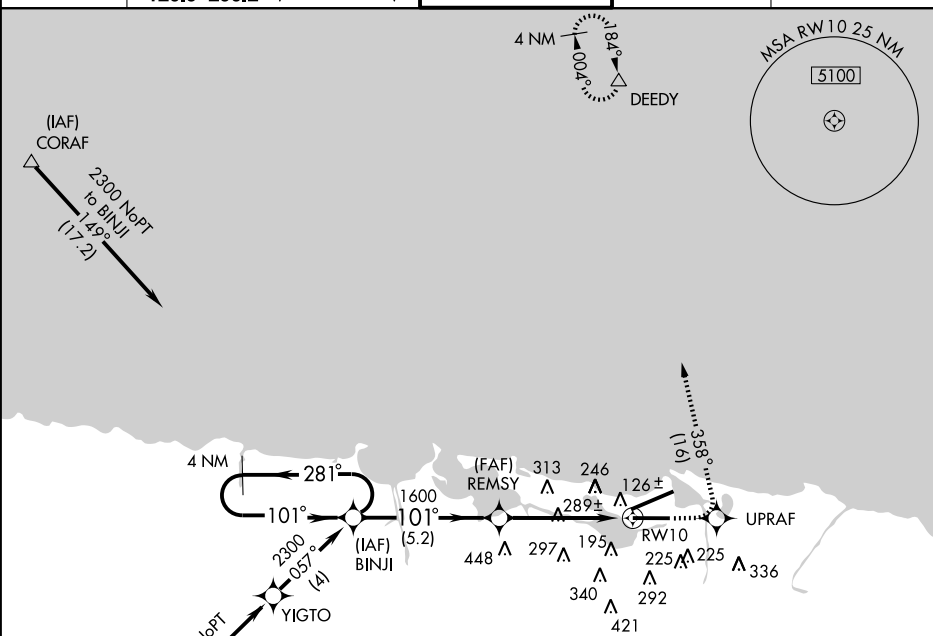 4 NM
184°
004°
DEEDY
MSA RW10 25 NM
5100
(IAF)
CORAF
2300 NoPT
to BINJI
149°
(17.2)
358°
(16)
4 NM
281°
101°
(IAF)
BINJI
1600
101°
(5.2)
(FAF)
REMSY
313
246
126±
289±
RW10
UPRAF
448
297
195
225
225
336
340
292
421
2300
057°
(4)
YIGTO
NoPT